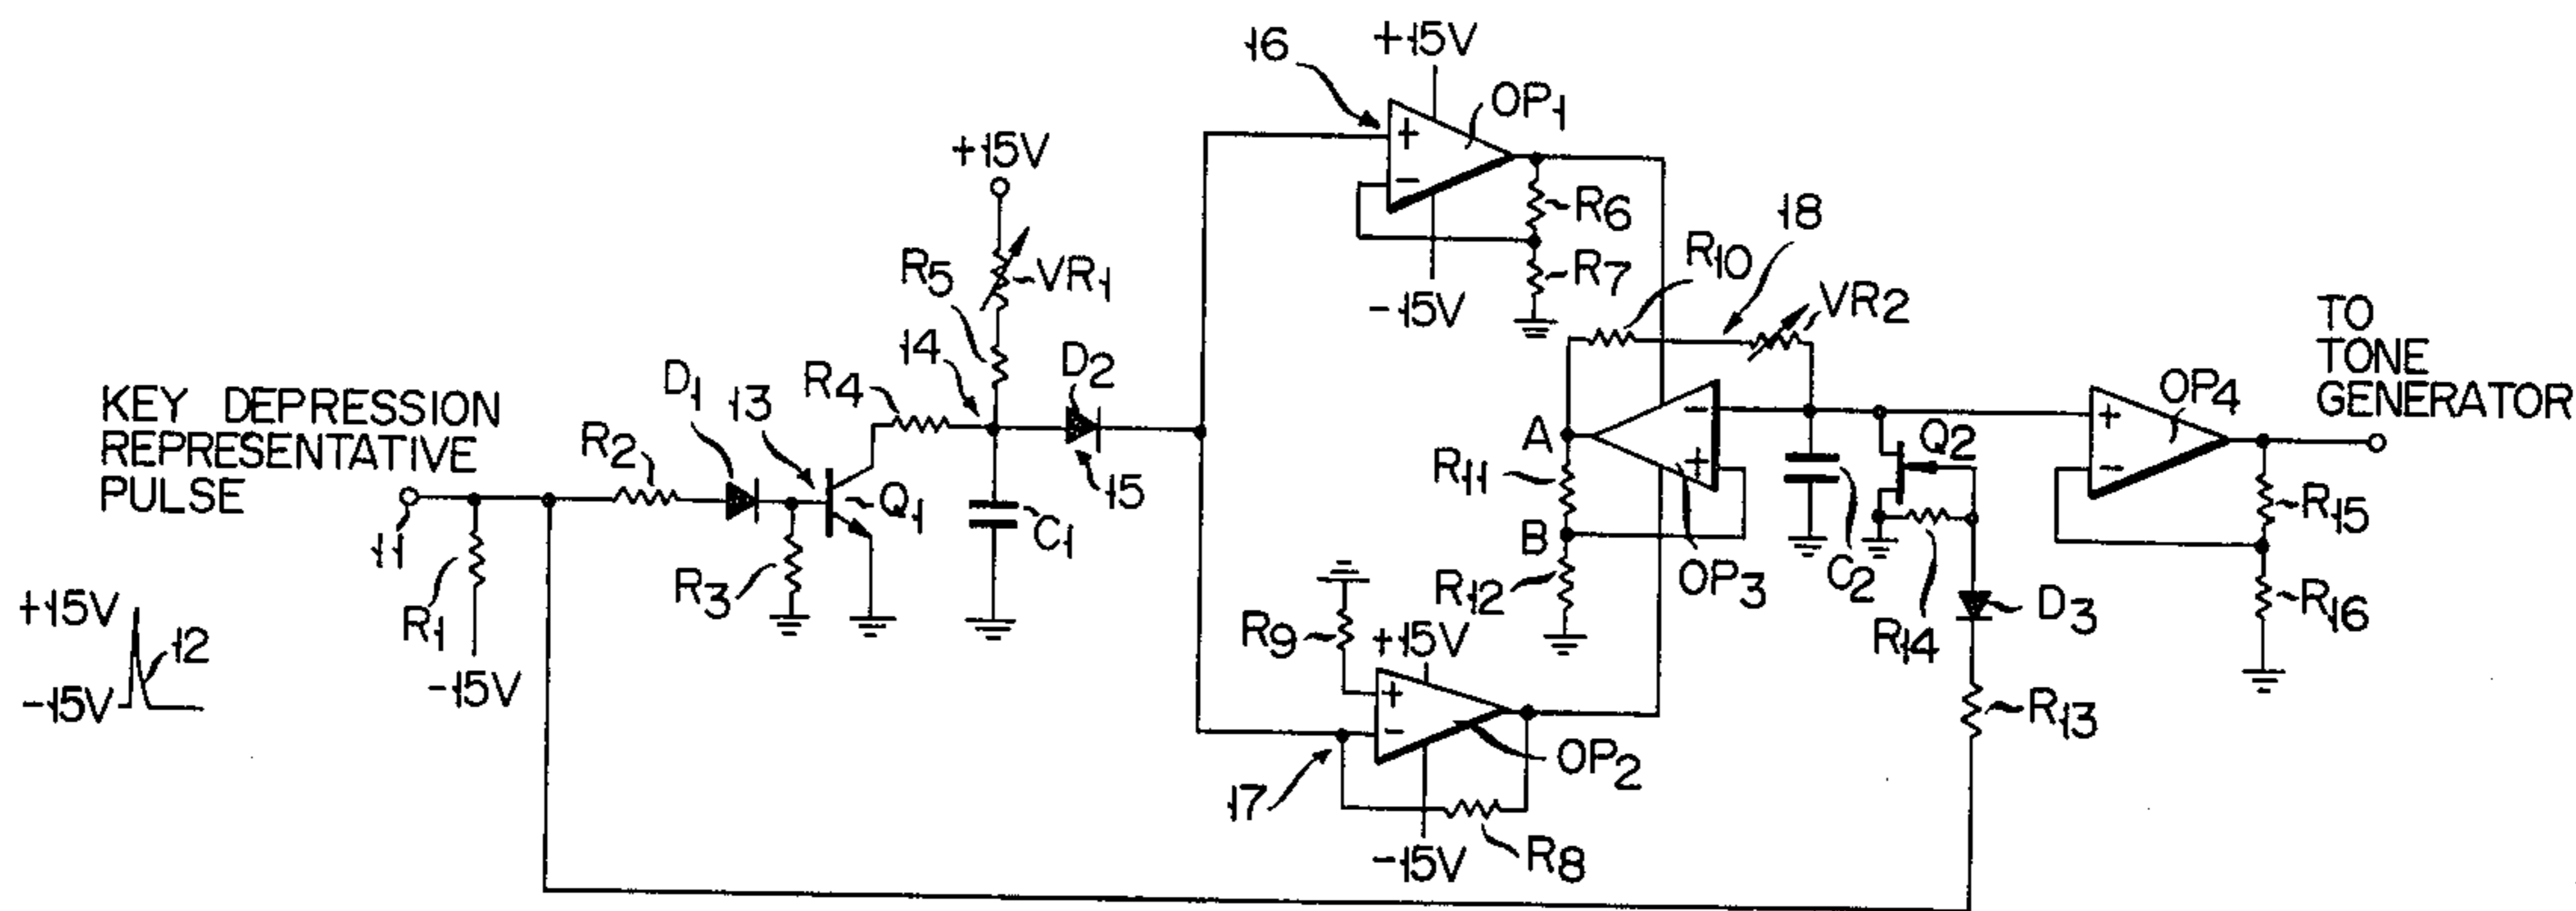 16
+15V
OP1
+
-
R6
R7
-15V
+15V
R5
VR1
14
D2
15
R10
18
VR2
TO
TONE
GENERATOR
KEY DEPRESSION
REPRESENTATIVE
PULSE
11
R2
D1
13
R4
Q1
R3
C1
R1
-15V
+15V
12
-15V
A
R11
B
R12
-
+
OP3
C2
Q2
R14
D3
R13
+
-
OP4
R15
R16
R9
+15V
+
-
OP2
17
-15V
R8